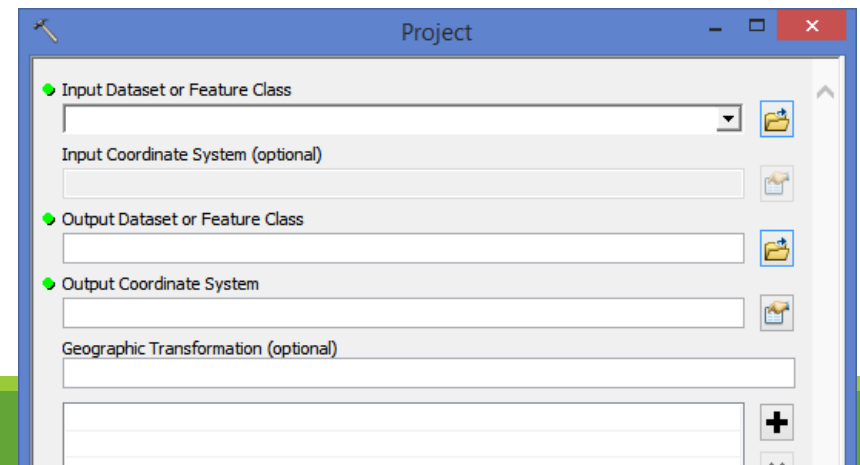 Project
Input Dataset or Feature Class
Input Coordinate System (optional)
Output Dataset or Feature Class
Output Coordinate System
Geographic Transformation (optional)